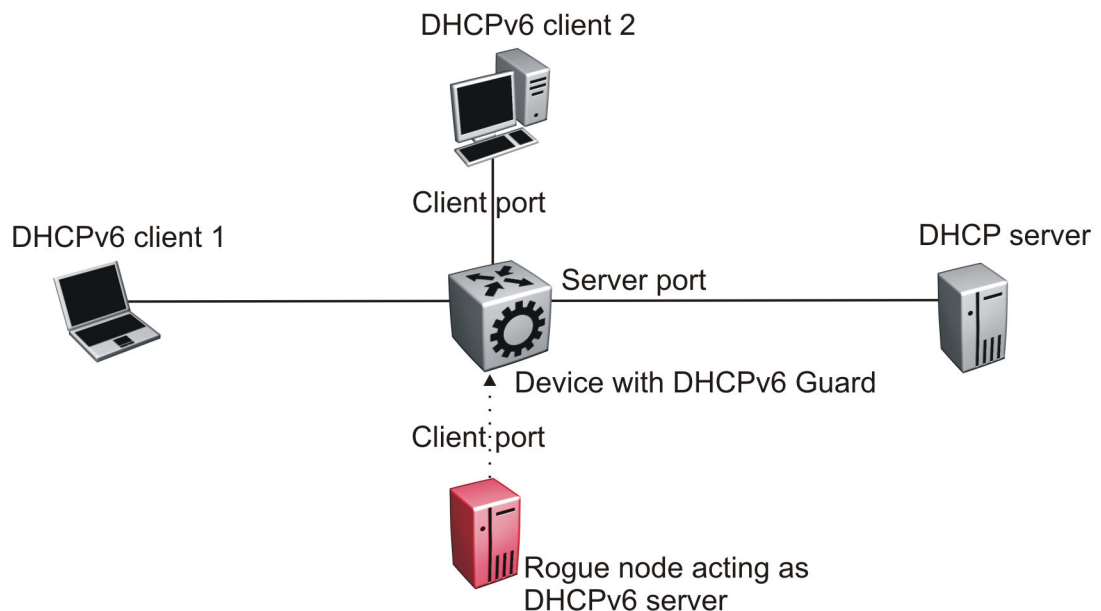 DHCPv6 client 2
Client port
DHCPv6 client 1
DHCP server
Server port
Device with DHCPv6 Guard
Client port
Rogue node acting as
DHCPv6 server